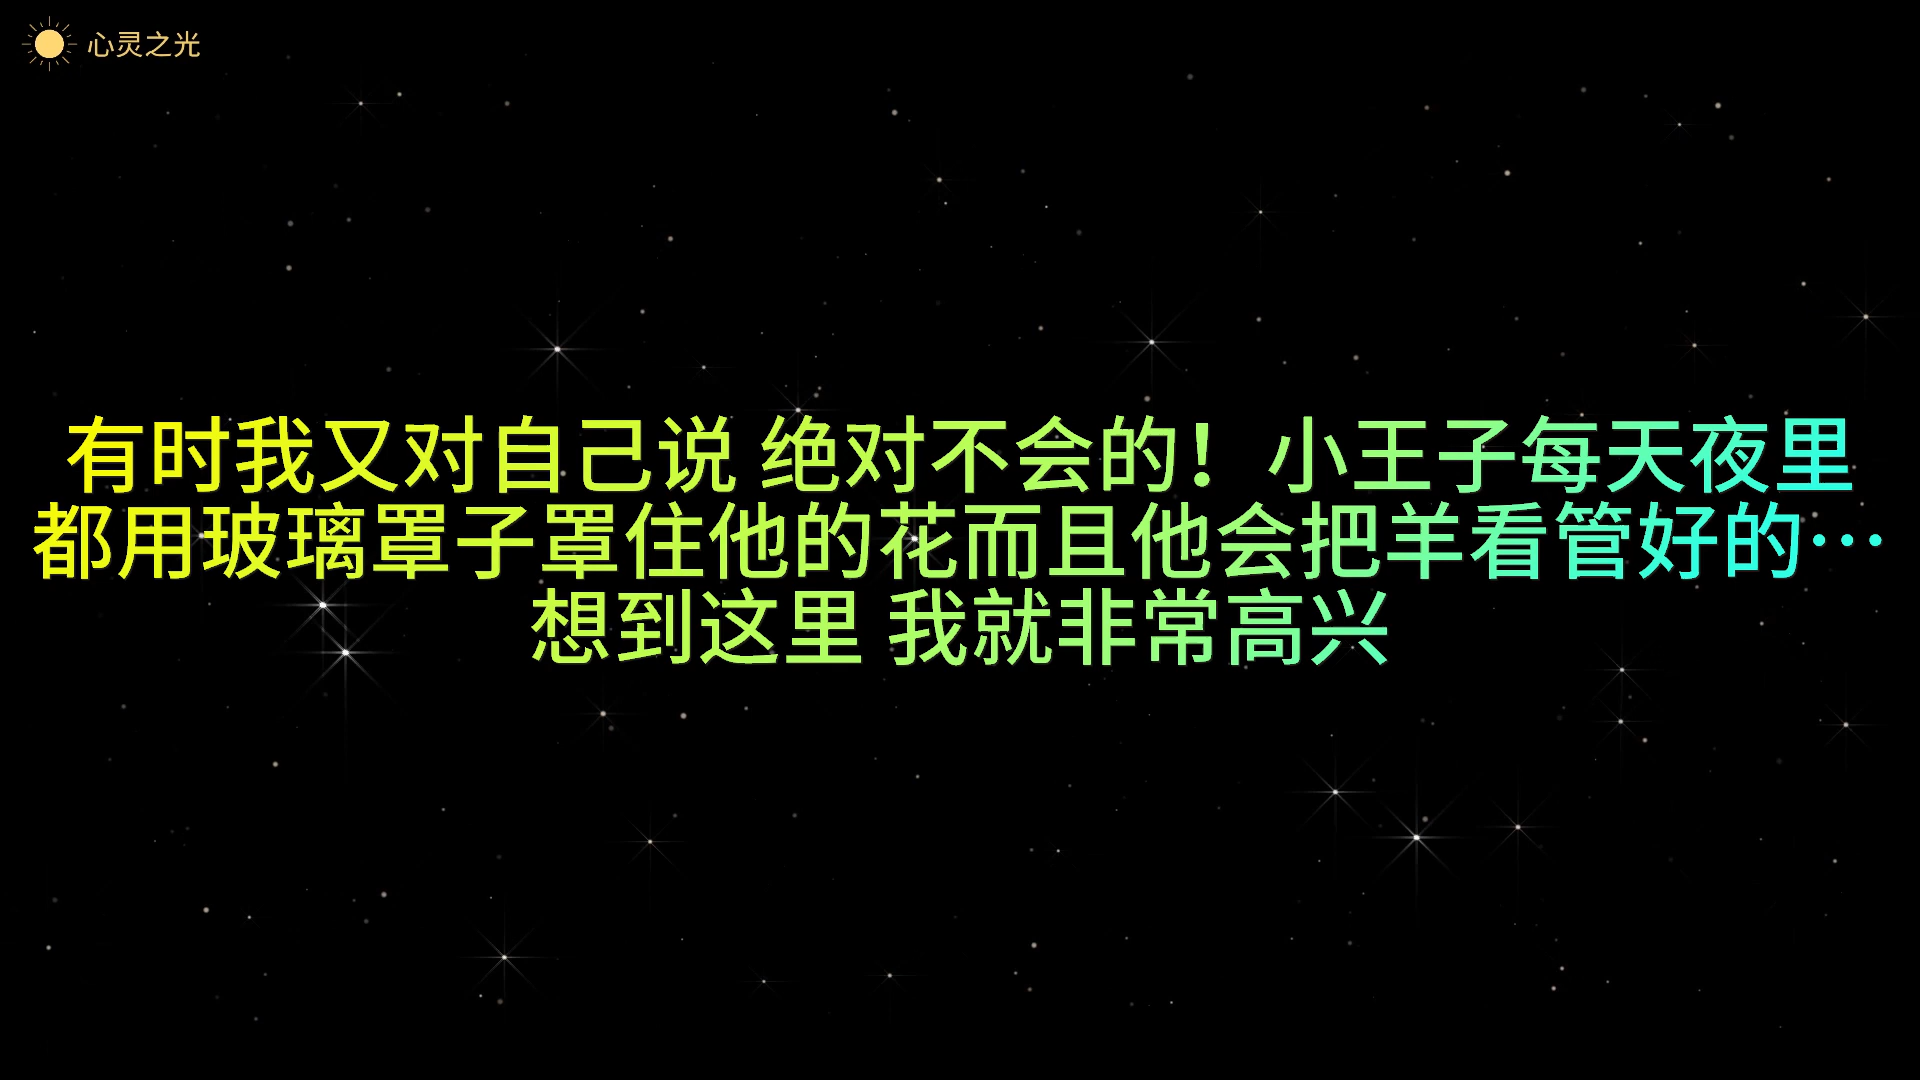 心灵之光
有时我又对自己说 绝对不会的！小王子每天夜里
都用玻璃罩子罩住他的花而且他会把羊看管好的…
想到这里 我就非常高兴